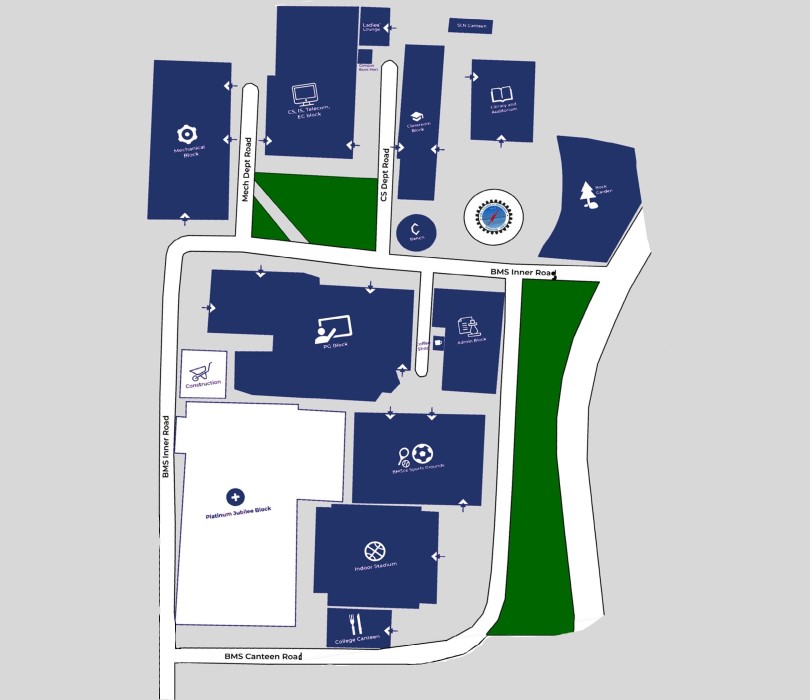 Ladies'
Lounge
SCN Canteen
Campus
Book Mart
CS, IS, Telecom,
EC block
Library and
Auditorium
Classroom
Block
Mechanical
Block
Mech Dept Road
CS Dept Road
Rock
Garden
Bench
BMS Inner Road
PG Block
Coffee
Shop
Admin Block
Construction
BMS Inner Road
BMSCE Sports Grounds
Platinum Jubilee Block
Indoor Stadium
College Canteen
BMS Canteen Road